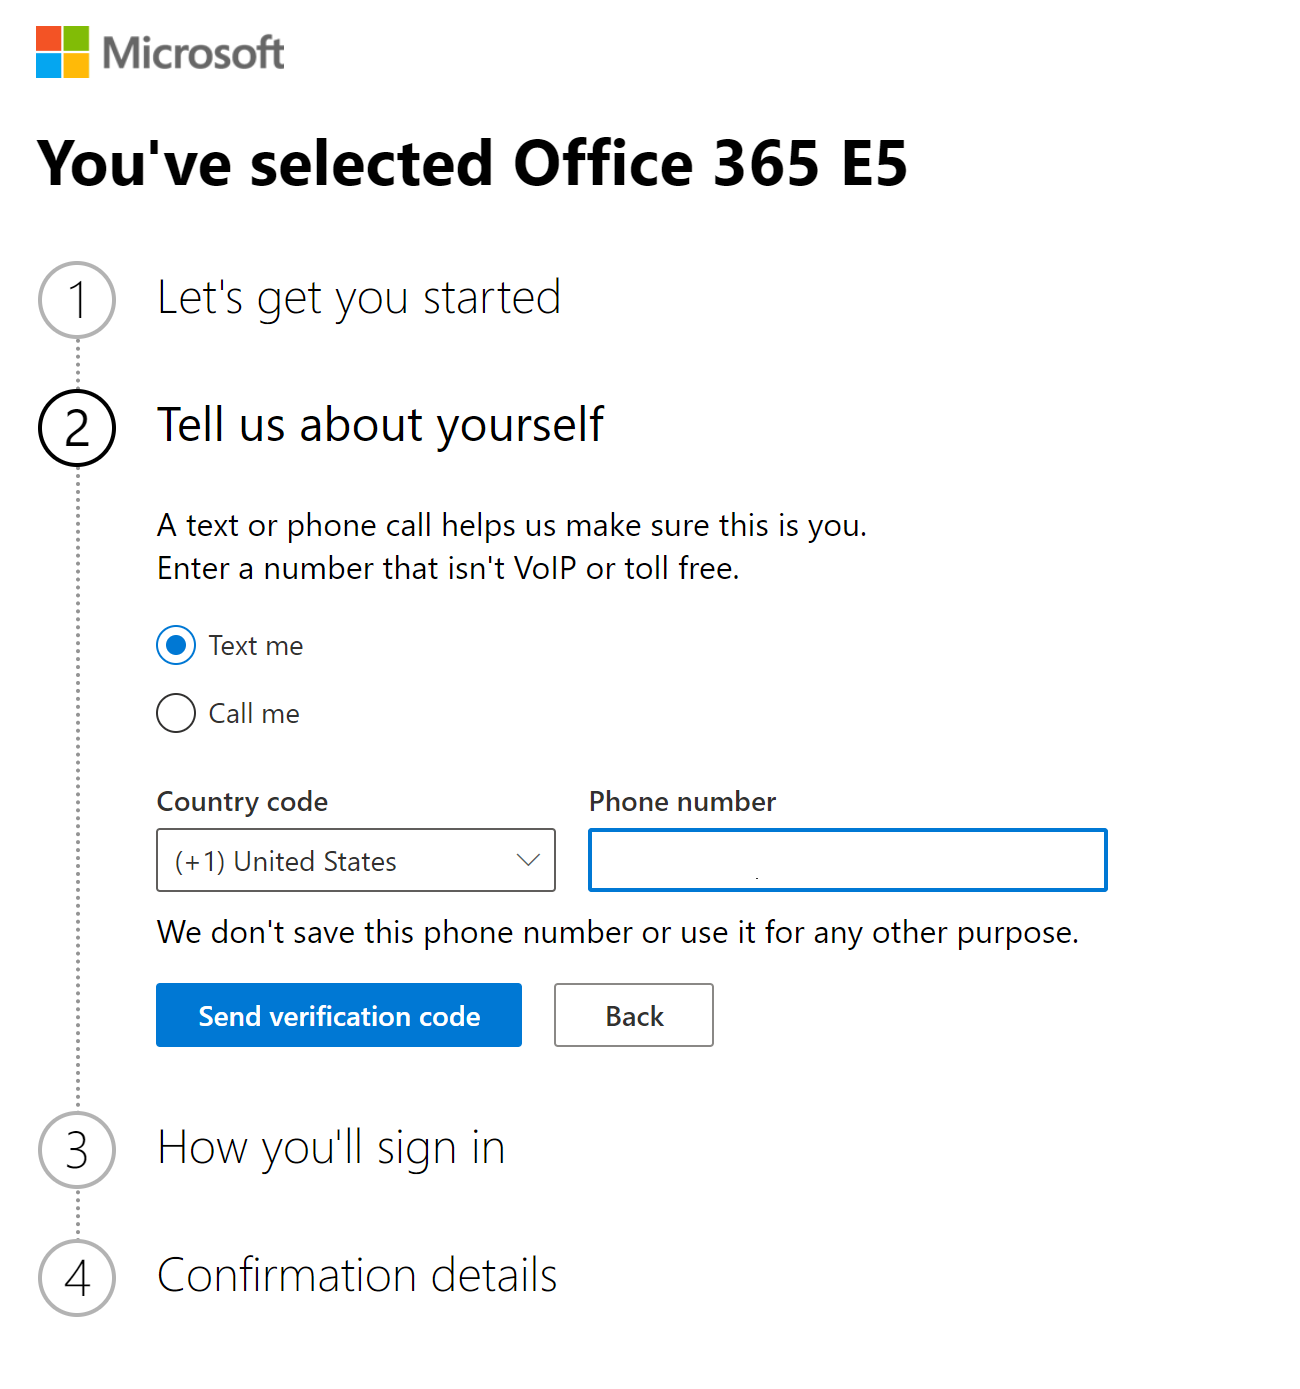 Microsoft
You've selected Office 365 E5
1
Let's get you started
2
Tell us about yourself
A text or phone call helps us make sure this is you.
Enter a number that isn't VoIP or toll free.
Text me
Call me
Country code
Phone number
(+1) United States
We don't save this phone number or use it for any other purpose.
Send verification code
Back
3
How you'll sign in
4
Confirmation details